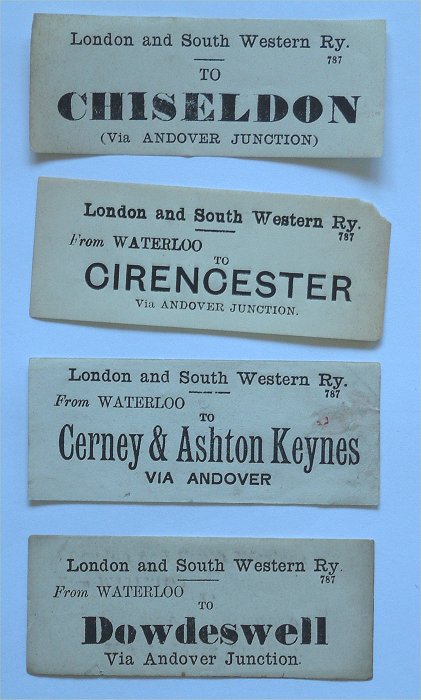 London and South Western Ry.
787
TO
CHISELDON
(Via ANDOVER JUNCTION)
London and South Western Ry.
787
From WATERLOO
TO
CIRENCESTER
Via ANDOVER JUNCTION.
London and South Western Ry.
787
From WATERLOO
TO
Cerney & Ashton Keynes
VIA ANDOVER
London and South Western Ry.
787
From WATERLOO
TO
Dowdeswell
Via Andover Junction.